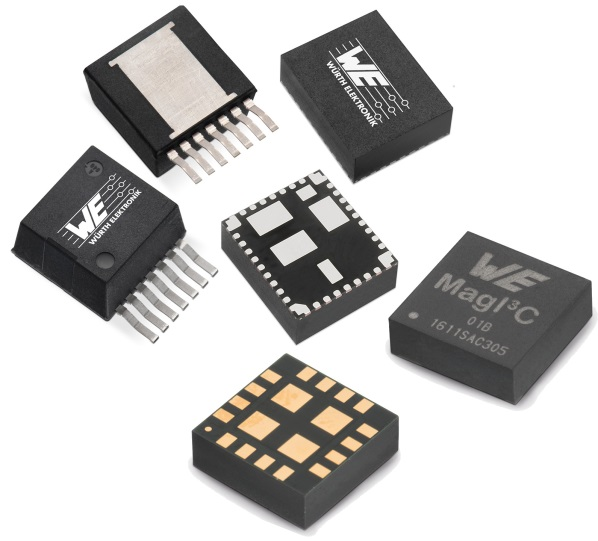 WE
WÜRTH ELEKTRONIK
WE
WÜRTH ELEKTRONIK
WE
MagI³C
01B
1611SAC305